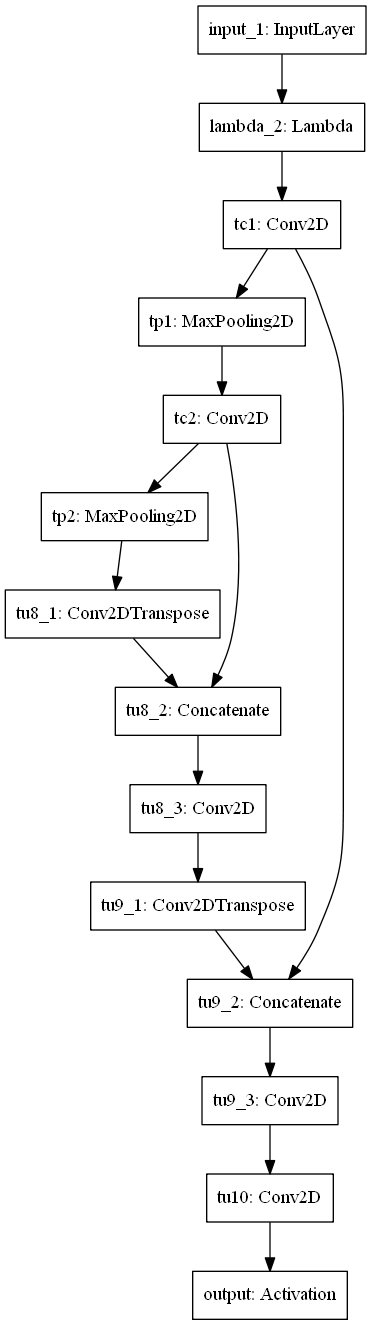 input_1: InputLayer
lambda_2: Lambda
tc1: Conv2D
tp1: MaxPooling2D
tc2: Conv2D
tp2: MaxPooling2D
tu8_1: Conv2DTranspose
tu8_2: Concatenate
tu8_3: Conv2D
tu9_1: Conv2DTranspose
tu9_2: Concatenate
tu9_3: Conv2D
tu10: Conv2D
output: Activation